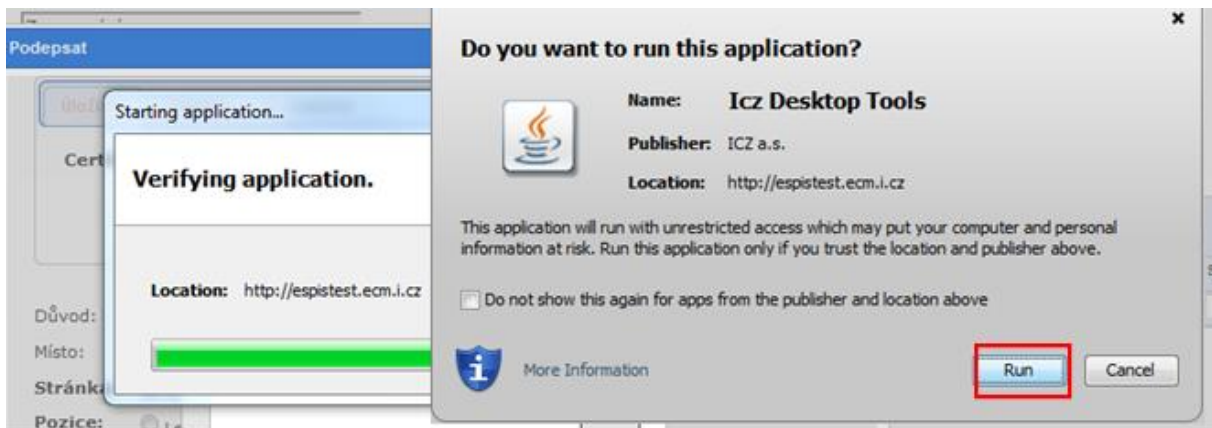 Podepsat
Cert
Důvod:
Místo:
Stránka
Pozice:
Starting application...
Verifying application.
Location: http://espistest.ecm.i.cz
Do you want to run this application?
Name: Icz Desktop Tools
Publisher: ICZ a.s.
Location: http://espistest.ecm.i.cz
This application will run with unrestricted access which may put your computer and personal
information at risk. Run this application only if you trust the location and publisher above.
Do not show this again for apps from the publisher and location above
More Information
Run
Cancel